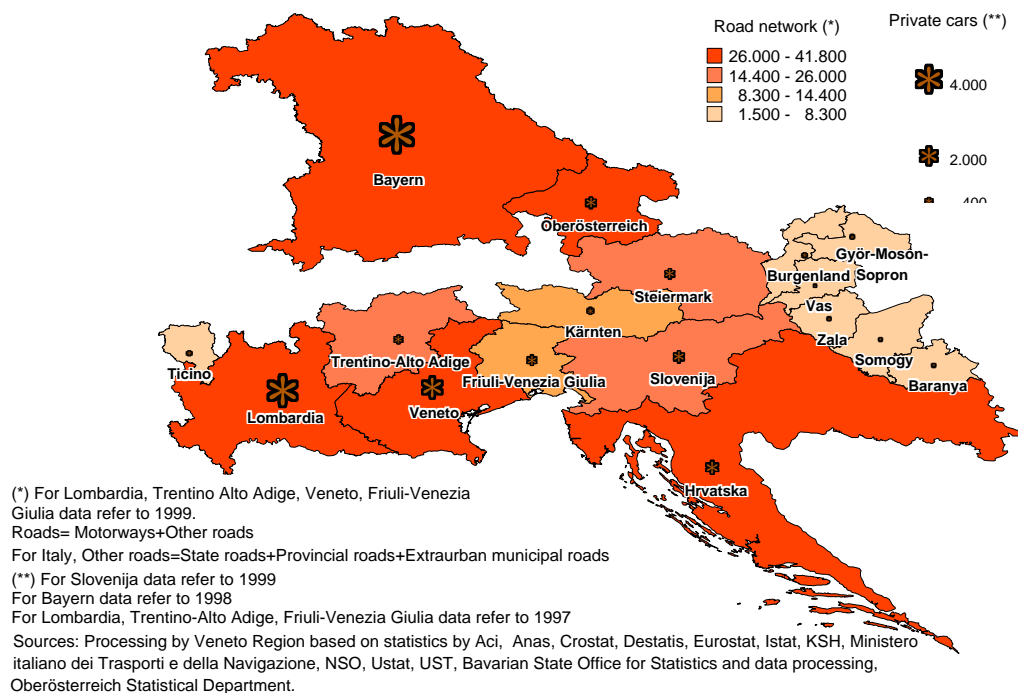 Road network (*)
26.000 - 41.800
14.400 - 26.000
8.300 - 14.400
1.500 - 8.300
Private cars (**)
4.000
2.000
Bayern
Oberösterreich
Györ-Moson-
Sopron
Burgenland
Steiermark
Vas
Kärnten
Zala
Trentino-Alto Adige
Somogy
Ticino
Friuli-Venezia Giulia
Slovenija
Baranya
Lombardia
Veneto
Hrvatska
(*) For Lombardia, Trentino Alto Adige, Veneto, Friuli-Venezia
Giulia data refer to 1999.
Roads= Motorways+Other roads
For Italy, Other roads=State roads+Provincial roads+Extraurban municipal roads
(**) For Slovenija data refer to 1999
For Bayern data refer to 1998
For Lombardia, Trentino-Alto Adige, Friuli-Venezia Giulia data refer to 1997
Sources: Processing by Veneto Region based on statistics by Aci, Anas, Crostat, Destatis, Eurostat, Istat, KSH, Ministero
italiano dei Trasporti e della Navigazione, NSO, Ustat, UST, Bavarian State Office for Statistics and data processing,
Oberösterreich Statistical Department.